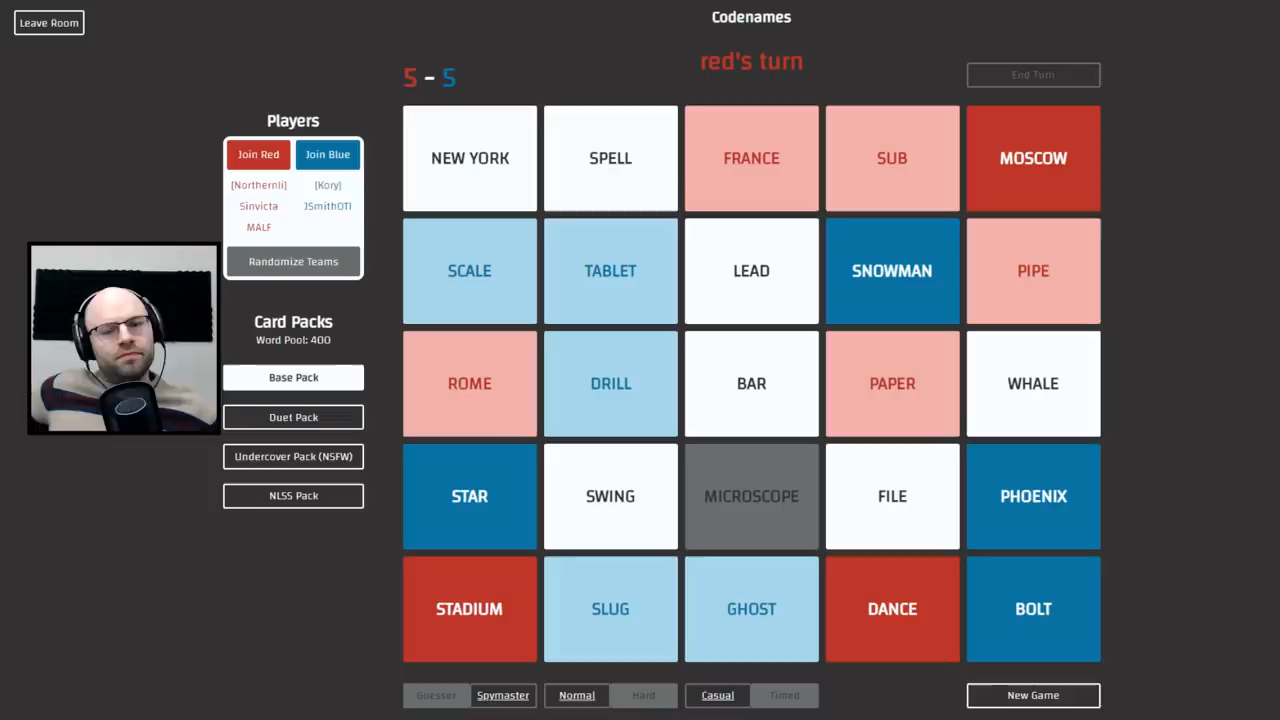 Leave Room
Codenames
red's turn
5 - 5
End Turn
Players
Join Red
Join Blue
[Northernli]
[Kory]
Sinvicta
JSmithOTI
MALF
Randomize Teams
Card Packs
Word Pool: 400
Base Pack
Duet Pack
Undercover Pack (NSFW)
NLSS Pack
NEW YORK
SPELL
FRANCE
SUB
MOSCOW
SCALE
TABLET
LEAD
SNOWMAN
PIPE
ROME
DRILL
BAR
PAPER
WHALE
STAR
SWING
MICROSCOPE
FILE
PHOENIX
STADIUM
SLUG
GHOST
DANCE
BOLT
Guesser
Spymaster
Normal
Hard
Casual
Timed
New Game